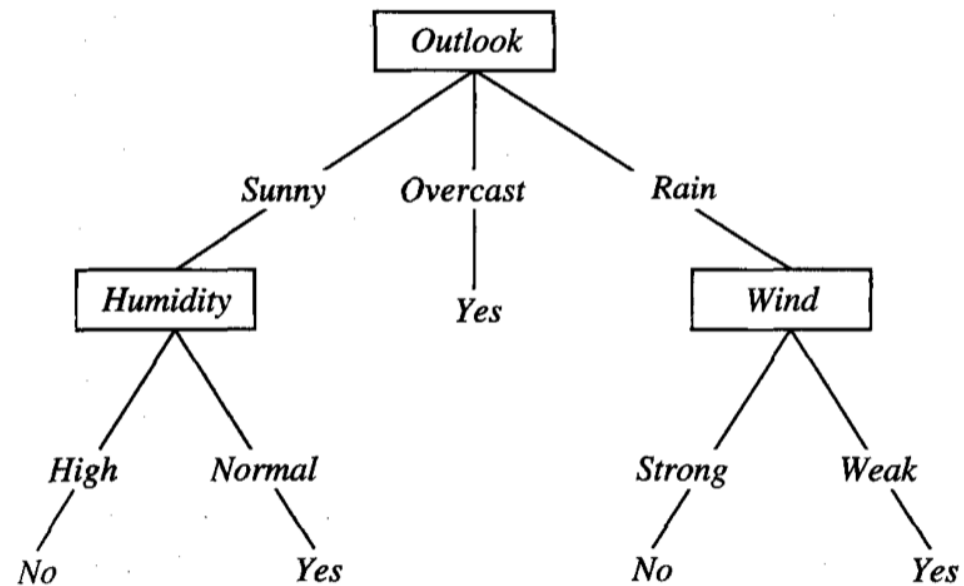 Outlook
Sunny Overcast Rain
Humidity Yes Wind
High Normal Strong Weak
No Yes No Yes